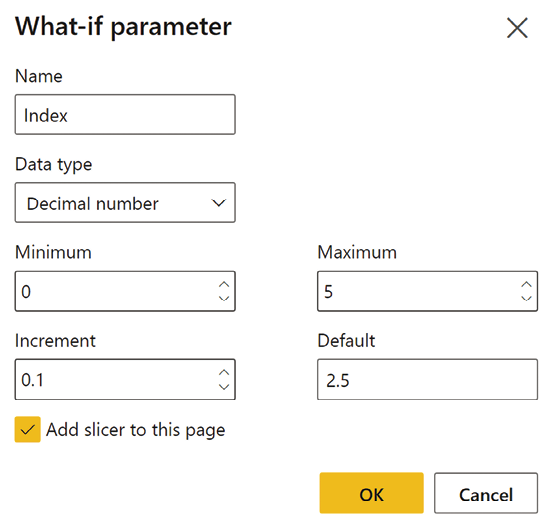 What-if parameter
Name
Index
Data type
Decimal number
Minimum
Maximum
0
5
Increment
Default
0.1
2.5
Add slicer to this page
OK
Cancel